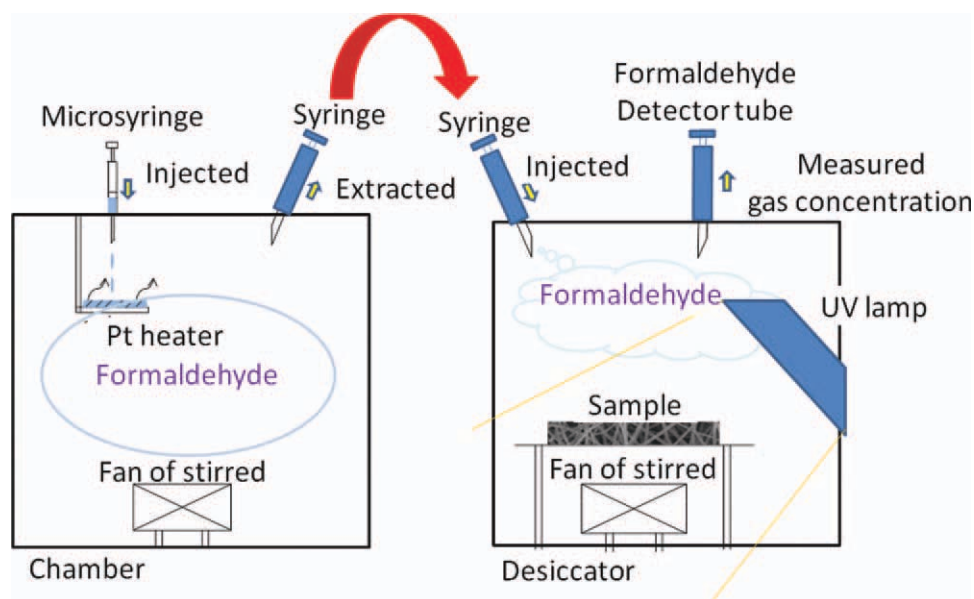 Microsyringe
Injected
Syringe
Extracted
Pt heater
Formaldehyde
Fan of stirred
Chamber
Syringe
Injected
Formaldehyde
Detector tube
Measured
gas concentration
Formaldehyde
UV lamp
Sample
Fan of stirred
Desiccator